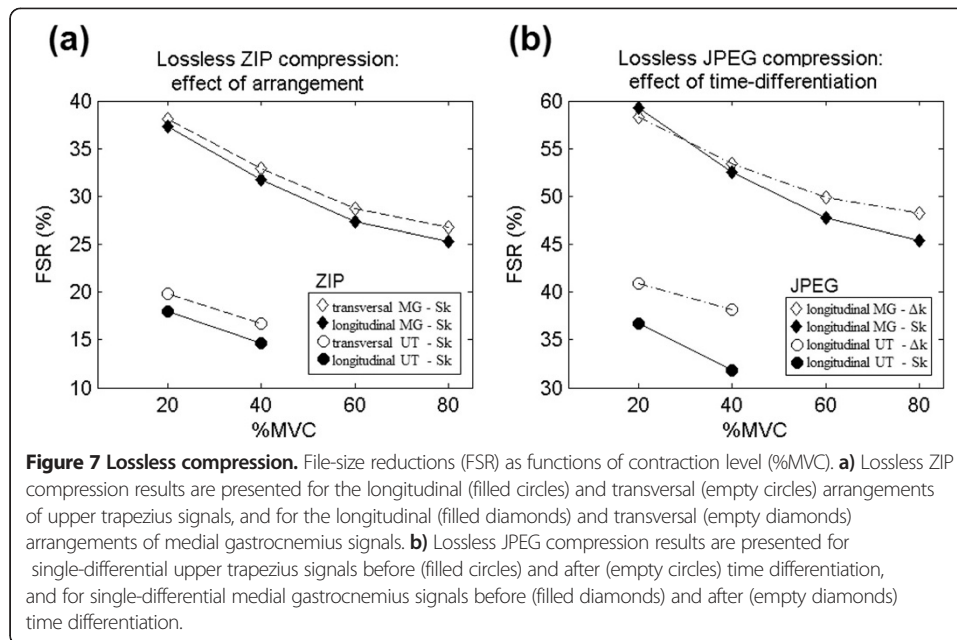 (a)
Lossless ZIP compression:
effect of arrangement
40
35
30
25
20
15
10
FSR (%)
20 40 60 80
%MVC
ZIP
transversal MG - Sk
longitudinal MG - Sk
transversal UT - Sk
longitudinal UT - Sk
(b)
Lossless JPEG compression:
effect of time-differentiation
60
55
50
45
40
35
30
FSR (%)
20 40 60 80
%MVC
JPEG
longitudinal MG - Δk
longitudinal MG - Sk
longitudinal UT - Δk
longitudinal UT - Sk
Figure 7 Lossless compression. File-size reductions (FSR) as functions of contraction level (%MVC). a) Lossless ZIP
compression results are presented for the longitudinal (filled circles) and transversal (empty circles) arrangements
of upper trapezius signals, and for the longitudinal (filled diamonds) and transversal (empty diamonds)
arrangements of medial gastrocnemius signals. b) Lossless JPEG compression results are presented for
single-differential upper trapezius signals before (filled circles) and after (empty circles) time differentiation,
and for single-differential medial gastrocnemius signals before (filled diamonds) and after (empty diamonds)
time differentiation.